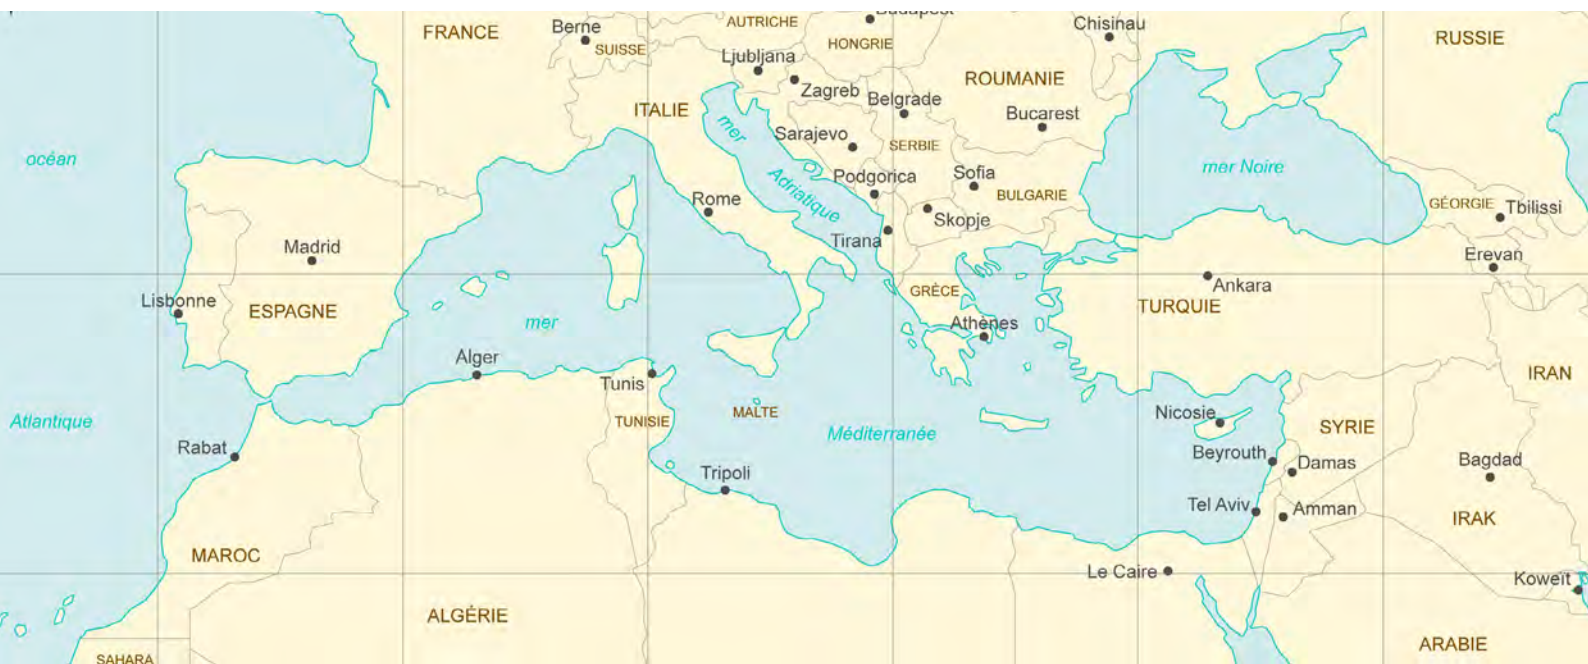 Budapest
AUTRICHE
Chisinau
FRANCE
Berne
SUISSE
HONGRIE
RUSSIE
Ljubljana
ROUMANIE
Zagreb
Belgrade
ITALIE
Bucarest
mer
Sarajevo
SERBIE
océan
mer Noire
Podgorica
Sofia
Adriatique
BULGARIE
Rome
GÉORGIE
Tbilissi
Skopje
Tirana
Madrid
Erevan
Ankara
GRÈCE
Lisbonne
TURQUIE
ESPAGNE
mer
Athènes
Alger
IRAN
Tunis
MALTE
Nicosie
Atlantique
TUNISIE
SYRIE
Méditerranée
Rabat
Beyrouth
Damas
Bagdad
Tripoli
Tel Aviv
Amman
IRAK
MAROC
Le Caire
Koweït
ALGÉRIE
ARABIE
SAHARA